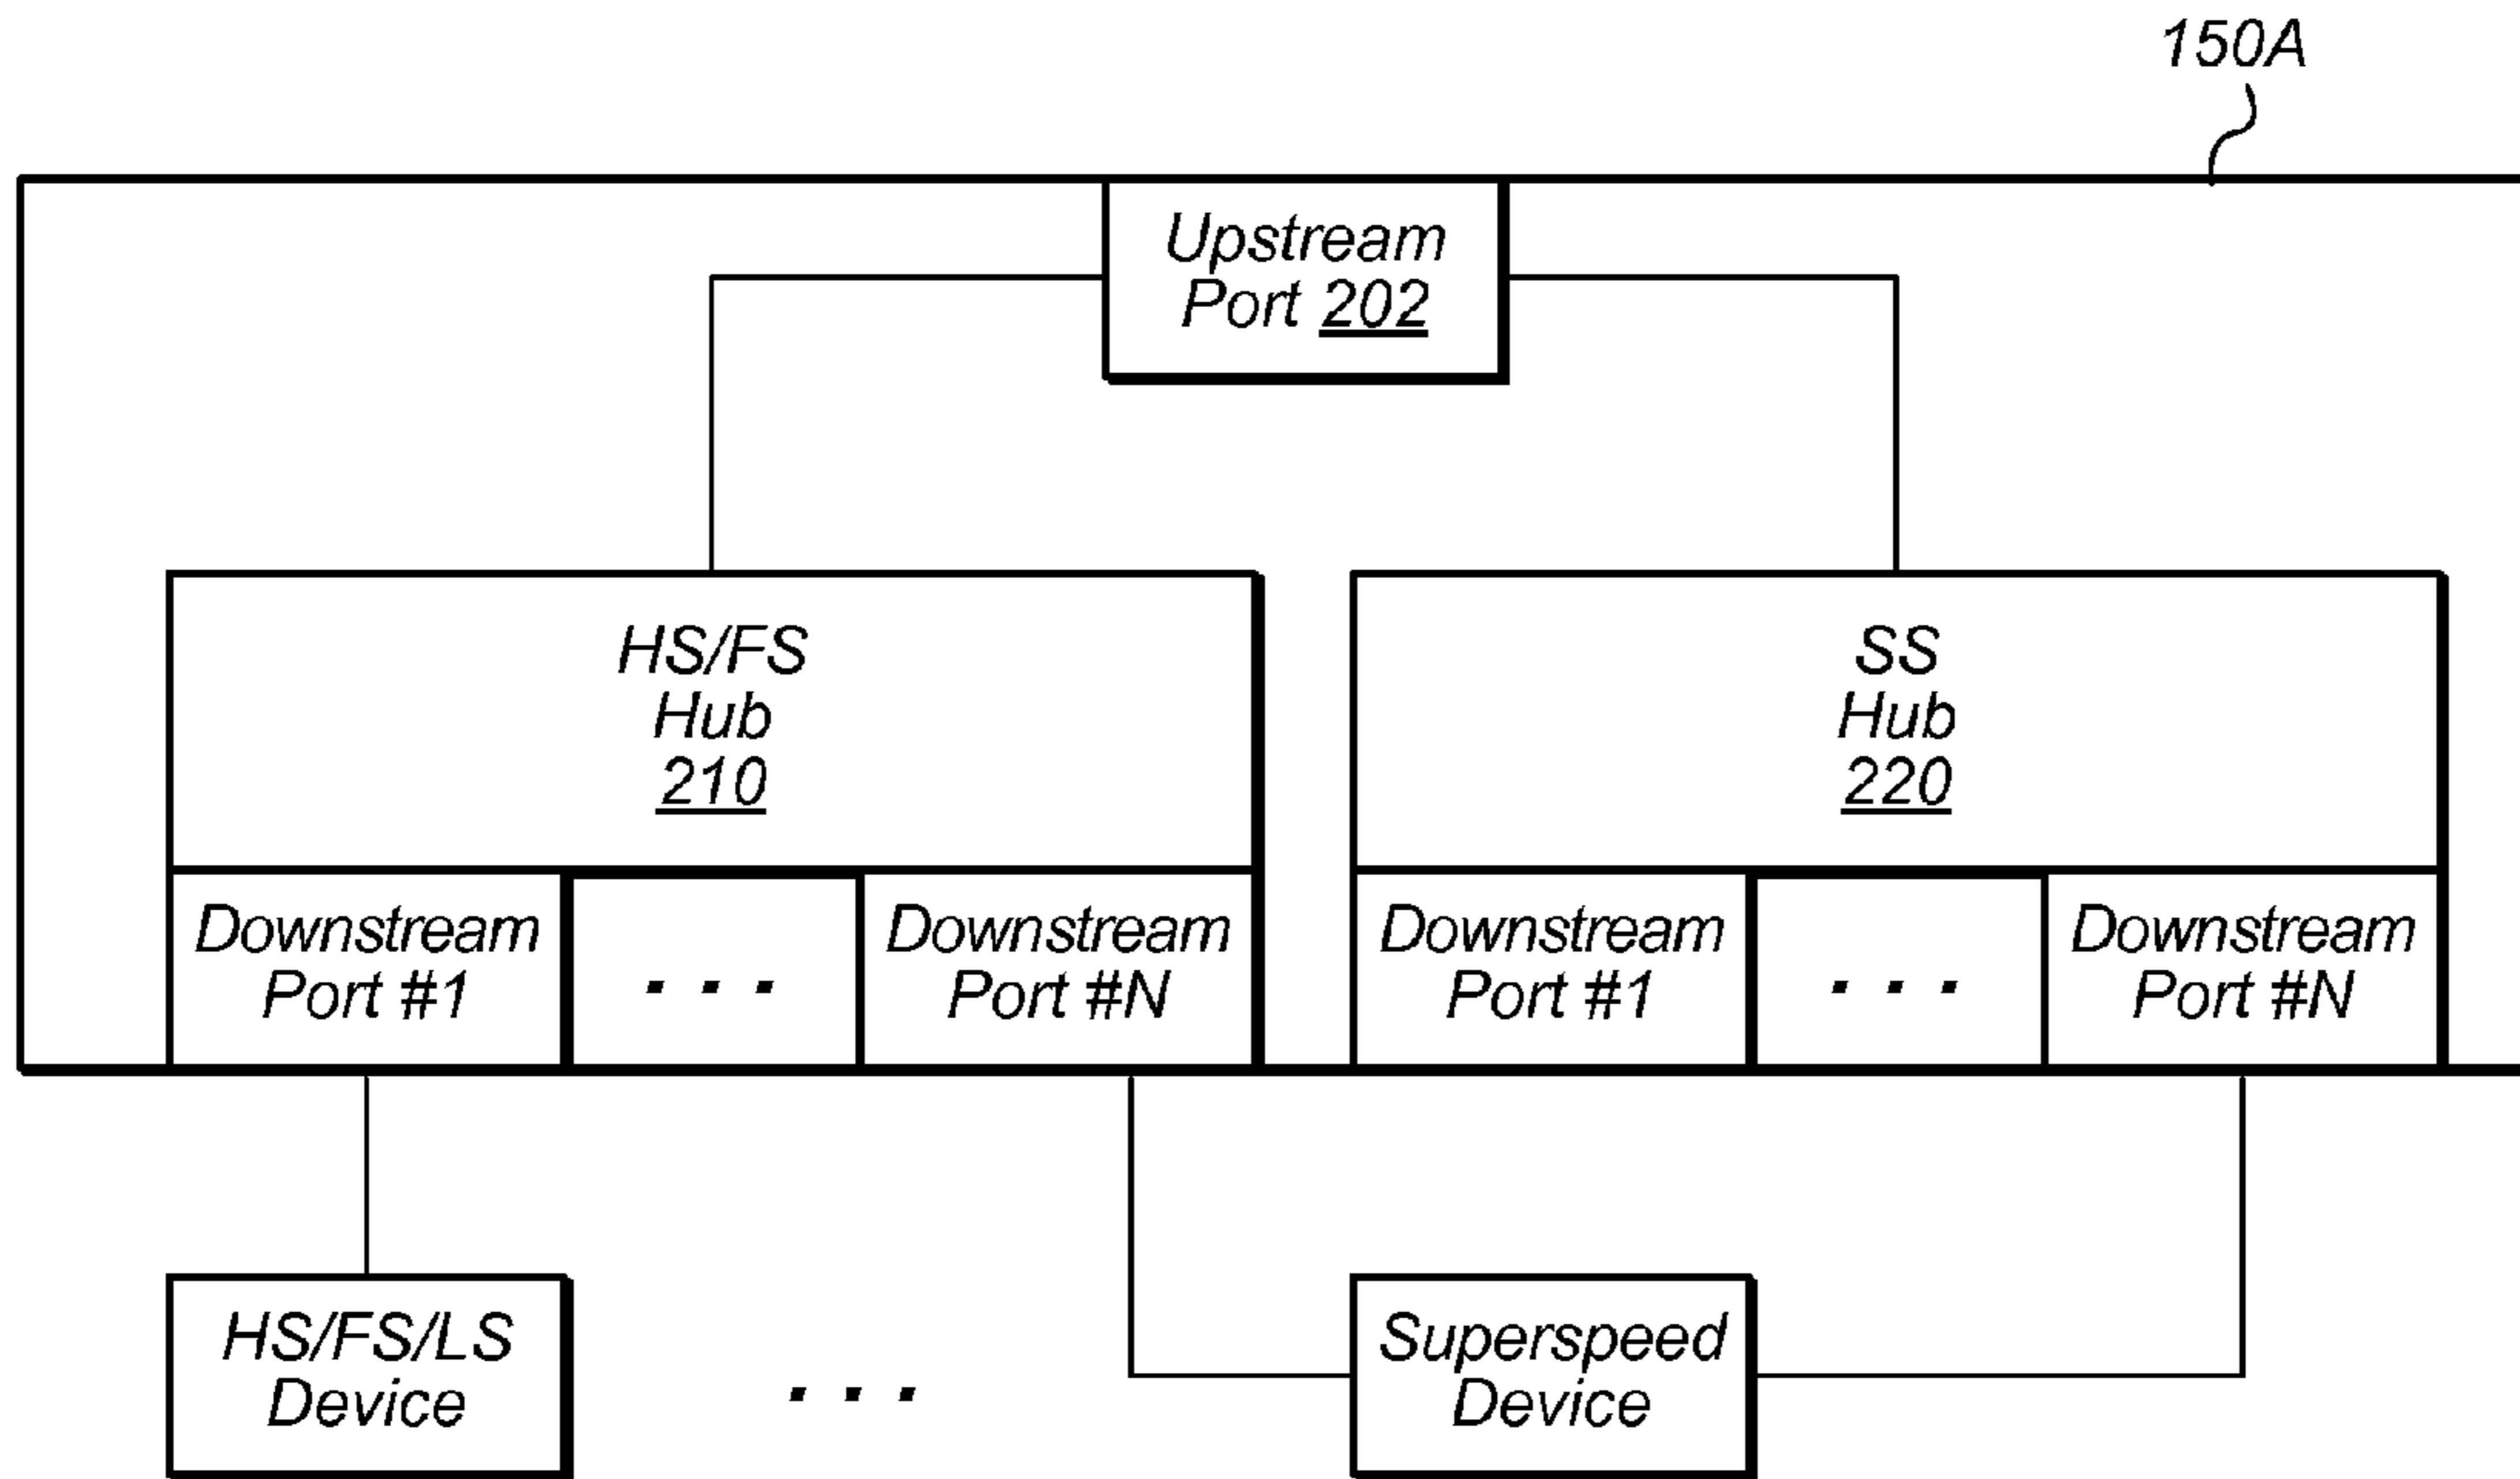 150A
Upstream
Port 202
HS/FS
Hub
210
SS
Hub
220
Downstream
Port #1
. . .
Downstream
Port #N
Downstream
Port #1
. . .
Downstream
Port #N
HS/FS/LS
Device
. . .
Superspeed
Device